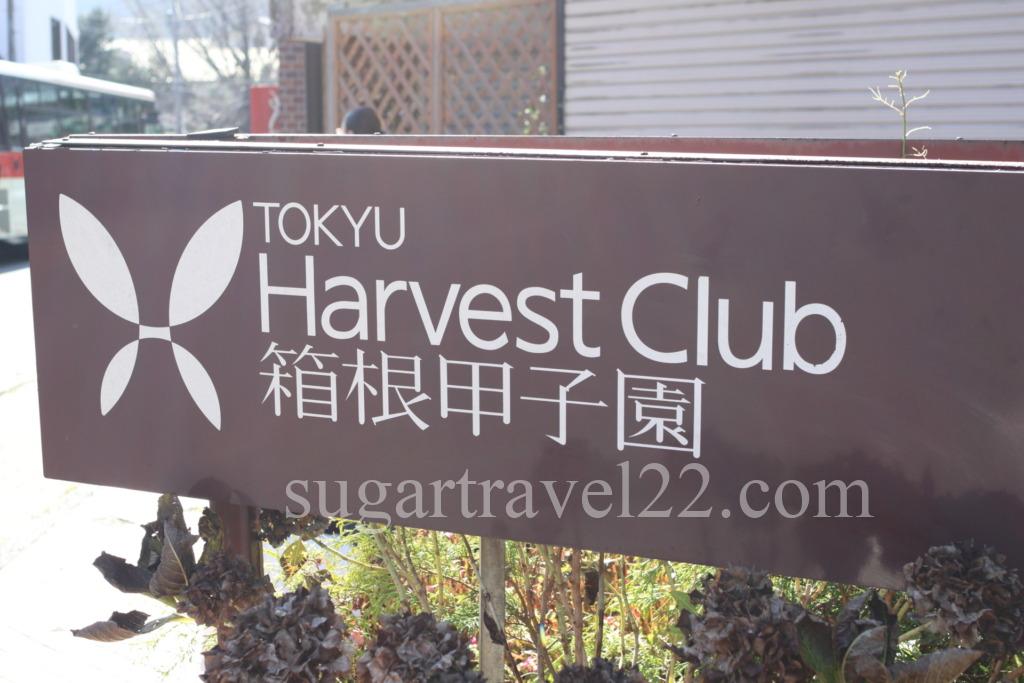 TOKYU
Harvest Club
箱根甲子園
sugartravel22.com